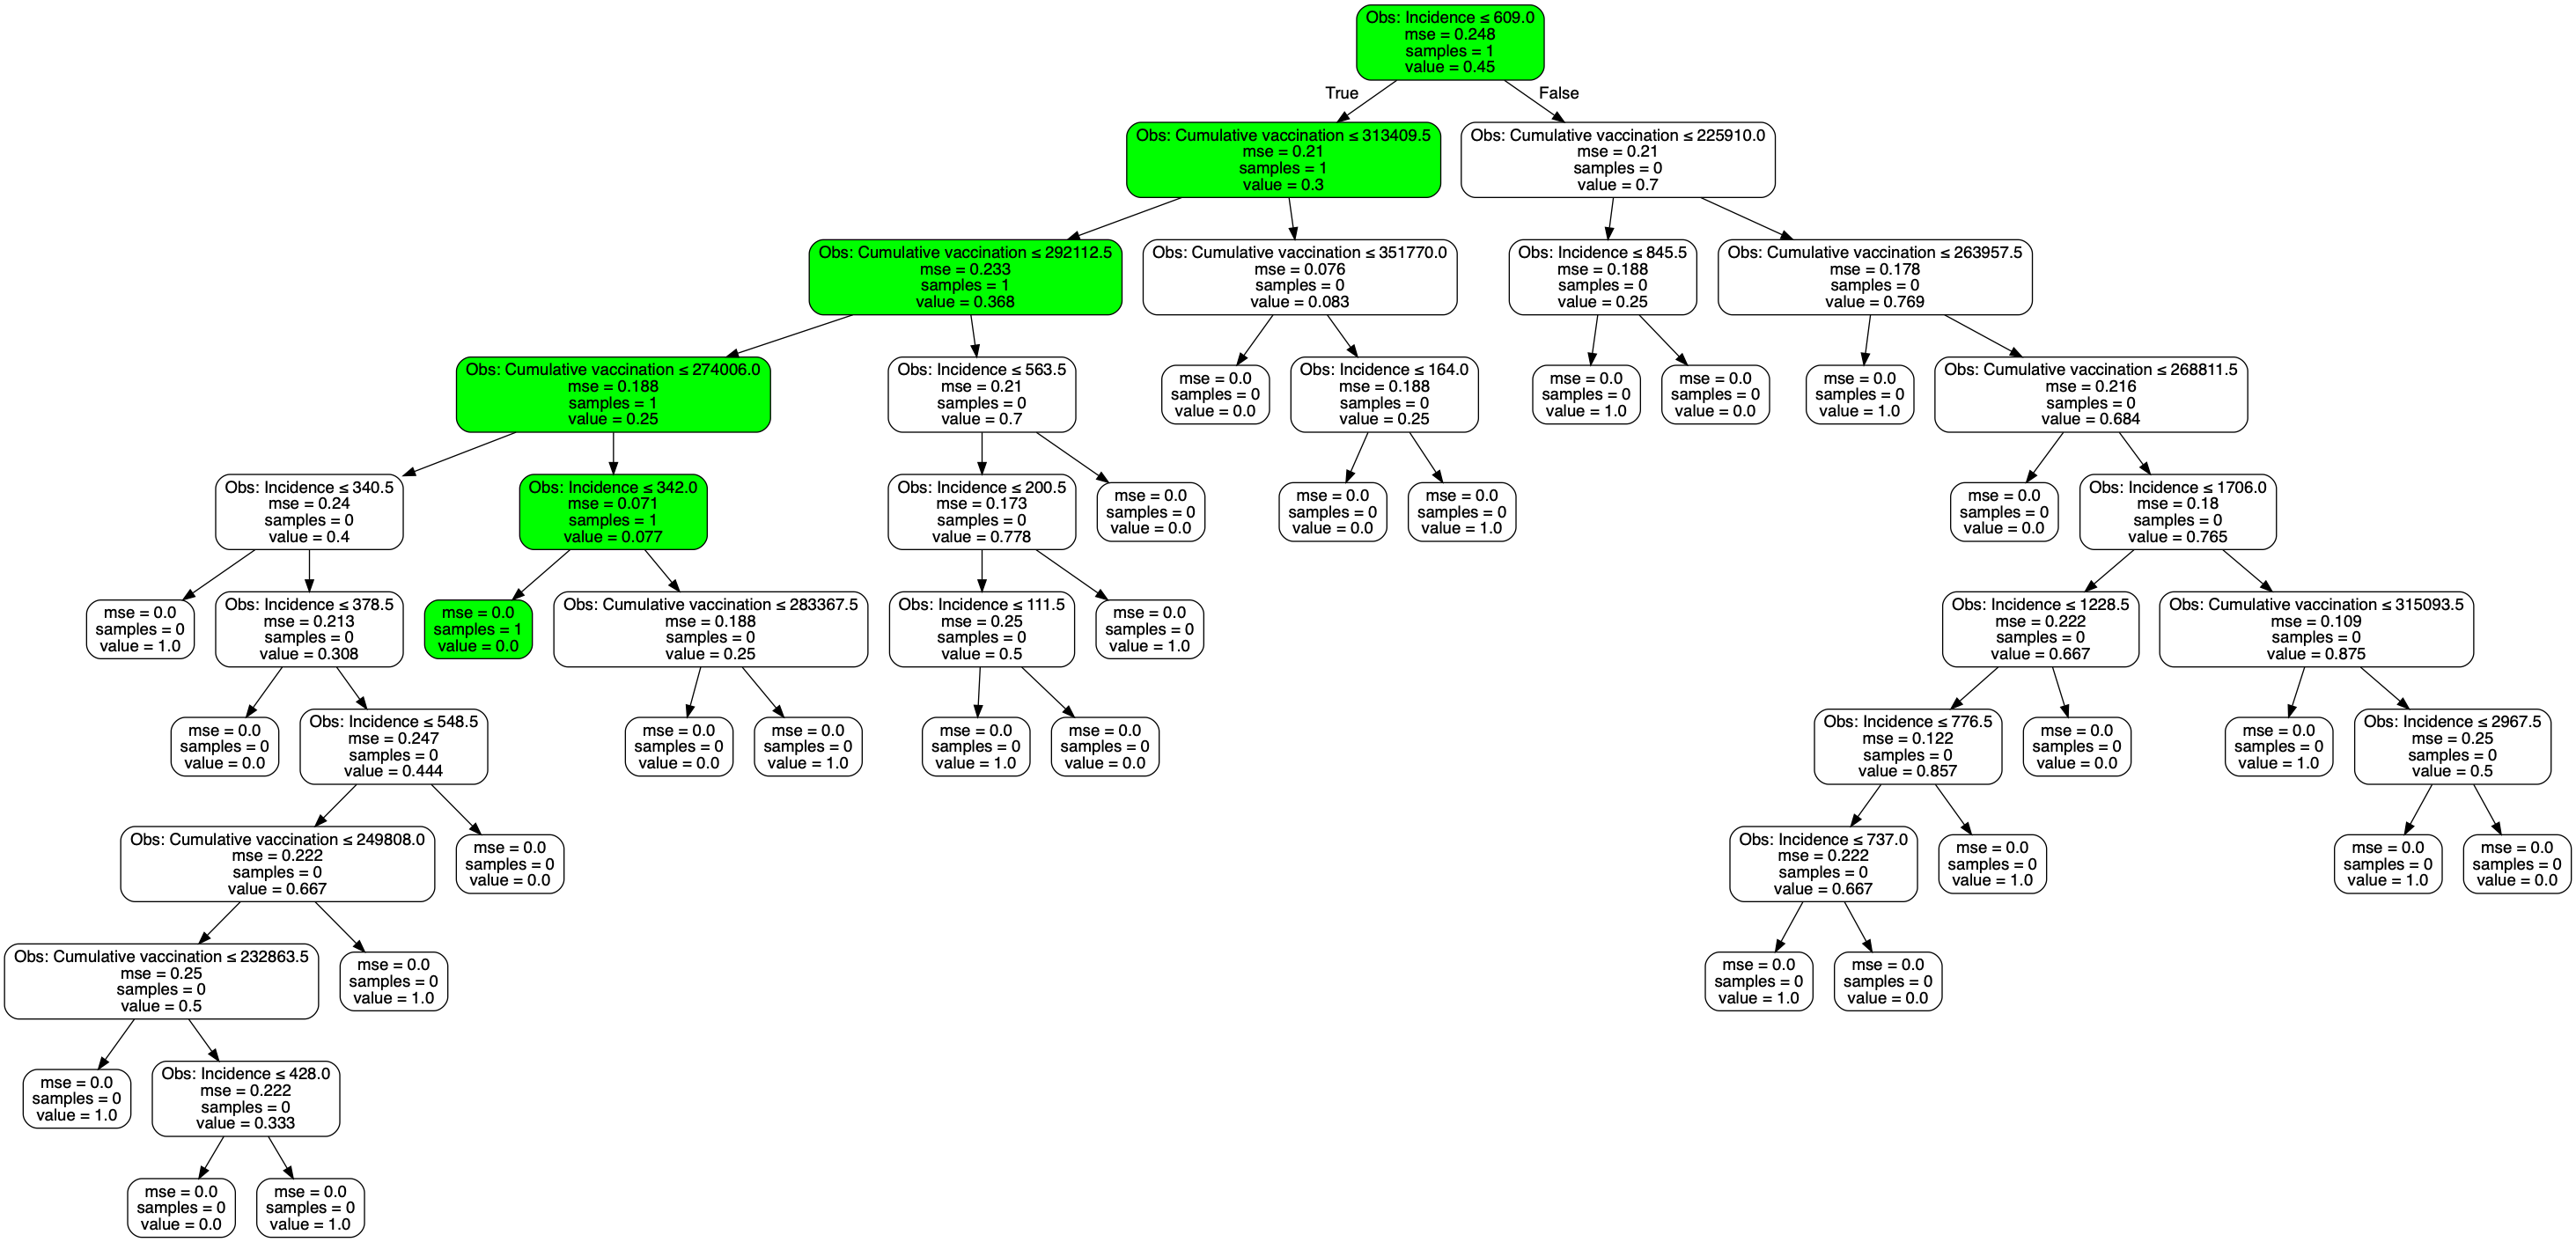 Obs: Incidence ≤ 609.0
mse = 0.248
samples = 1
value = 0.45
True
False
Obs: Cumulative vaccination ≤ 313409.5
mse = 0.21
samples = 1
value = 0.3
Obs: Cumulative vaccination ≤ 225910.0
mse = 0.21
samples = 0
value = 0.7
Obs: Cumulative vaccination ≤ 292112.5
mse = 0.233
samples = 1
value = 0.368
Obs: Cumulative vaccination ≤ 351770.0
mse = 0.076
samples = 0
value = 0.083
Obs: Incidence ≤ 845.5
mse = 0.188
samples = 0
value = 0.25
Obs: Cumulative vaccination ≤ 263957.5
mse = 0.178
samples = 0
value = 0.769
Obs: Cumulative vaccination ≤ 274006.0
mse = 0.188
samples = 1
value = 0.25
Obs: Incidence ≤ 563.5
mse = 0.21
samples = 0
value = 0.7
mse = 0.0
samples = 0
value = 0.0
Obs: Incidence ≤ 164.0
mse = 0.188
samples = 0
value = 0.25
mse = 0.0
samples = 0
value = 1.0
mse = 0.0
samples = 0
value = 0.0
mse = 0.0
samples = 0
value = 1.0
Obs: Cumulative vaccination ≤ 268811.5
mse = 0.216
samples = 0
value = 0.684
Obs: Incidence ≤ 340.5
mse = 0.24
samples = 0
value = 0.4
Obs: Incidence ≤ 342.0
mse = 0.071
samples = 1
value = 0.077
Obs: Incidence ≤ 200.5
mse = 0.173
samples = 0
value = 0.778
mse = 0.0
samples = 0
value = 0.0
mse = 0.0
samples = 0
value = 0.0
mse = 0.0
samples = 0
value = 1.0
mse = 0.0
samples = 0
value = 0.0
Obs: Incidence ≤ 1706.0
mse = 0.18
samples = 0
value = 0.765
mse = 0.0
samples = 0
value = 1.0
Obs: Incidence ≤ 378.5
mse = 0.213
samples = 0
value = 0.308
mse = 0.0
samples = 1
value = 0.0
Obs: Cumulative vaccination ≤ 283367.5
mse = 0.188
samples = 0
value = 0.25
Obs: Incidence ≤ 111.5
mse = 0.25
samples = 0
value = 0.5
mse = 0.0
samples = 0
value = 1.0
Obs: Incidence ≤ 1228.5
mse = 0.222
samples = 0
value = 0.667
Obs: Cumulative vaccination ≤ 315093.5
mse = 0.109
samples = 0
value = 0.875
mse = 0.0
samples = 0
value = 0.0
Obs: Incidence ≤ 548.5
mse = 0.247
samples = 0
value = 0.444
mse = 0.0
samples = 0
value = 0.0
mse = 0.0
samples = 0
value = 1.0
mse = 0.0
samples = 0
value = 1.0
mse = 0.0
samples = 0
value = 0.0
Obs: Incidence ≤ 776.5
mse = 0.122
samples = 0
value = 0.857
mse = 0.0
samples = 0
value = 0.0
mse = 0.0
samples = 0
value = 1.0
Obs: Incidence ≤ 2967.5
mse = 0.25
samples = 0
value = 0.5
Obs: Cumulative vaccination ≤ 249808.0
mse = 0.222
samples = 0
value = 0.667
mse = 0.0
samples = 0
value = 0.0
Obs: Incidence ≤ 737.0
mse = 0.222
samples = 0
value = 0.667
mse = 0.0
samples = 0
value = 1.0
mse = 0.0
samples = 0
value = 1.0
mse = 0.0
samples = 0
value = 0.0
Obs: Cumulative vaccination ≤ 232863.5
mse = 0.25
samples = 0
value = 0.5
mse = 0.0
samples = 0
value = 1.0
mse = 0.0
samples = 0
value = 1.0
mse = 0.0
samples = 0
value = 0.0
mse = 0.0
samples = 0
value = 1.0
Obs: Incidence ≤ 428.0
mse = 0.222
samples = 0
value = 0.333
mse = 0.0
samples = 0
value = 0.0
mse = 0.0
samples = 0
value = 1.0